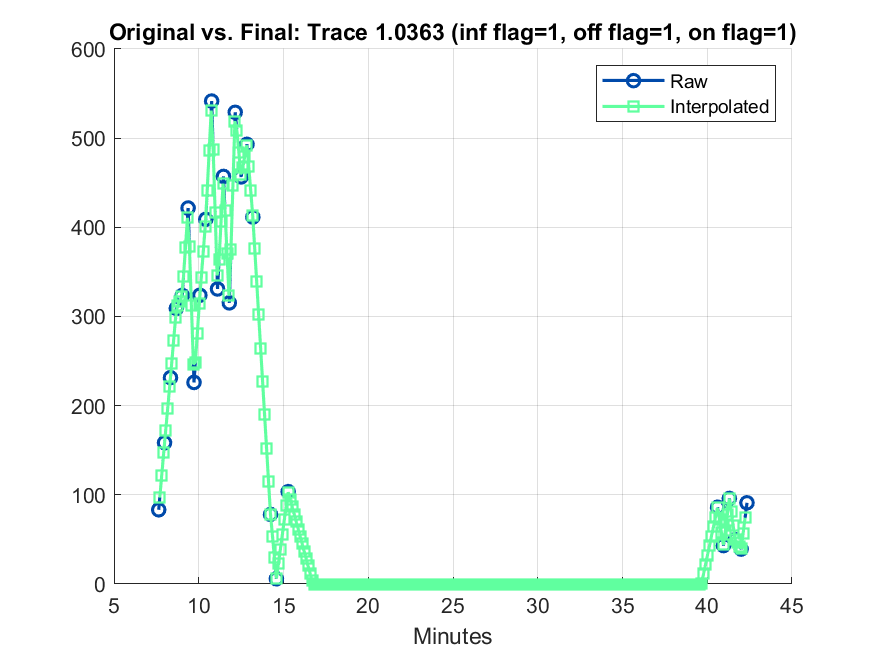 Original vs. Final: Trace 1.0363 (inf flag=1, off flag=1, on flag=1)
600
500
400
300
200
100
0
Raw
Interpolated
5 10 15 20 25 30 35 40 45
Minutes